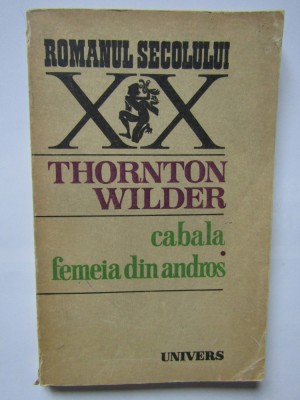 ROMANUL SECOLULUI
XX
THORNTON
WILDER
cabala
femeia din andros
UNIVERS